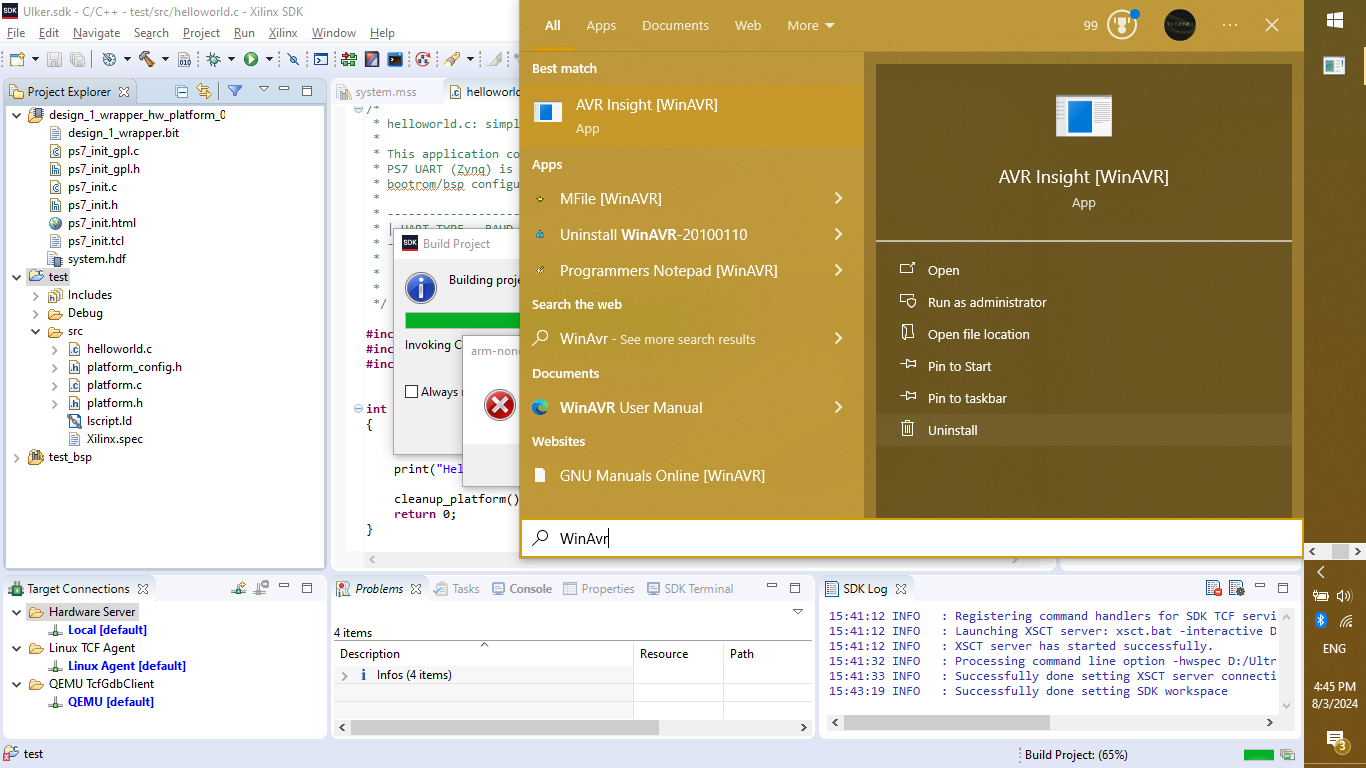 SDK Ulker.sdk - C/C++ - test/src/helloworld.c - Xilinx SDK
File Edit Navigate Search Project Run Xilinx Window Help
Project Explorer
design_1_wrapper_hw_platform_0
design_1_wrapper.bit
ps7_init_gpl.c
ps7_init_gpl.h
ps7_init.c
ps7_init.h
ps7_init.html
ps7_init.tcl
system.hdf
test
Includes
Debug
src
helloworld.c
platform_config.h
platform.c
platform.h
lscript.ld
Xilinx.spec
test_bsp
system.mss
/*
* helloworld.c: simpl
*
* This application co
* PS7 UART (Zynq) is
* bootrom/bsp configu
*
* UART TYPE BAUD
*/
#inc
#inc
#inc
int
{
print("Hel
cleanup_platform()
return 0;
}
SDK Build Project
Building proje
Invoking C
Always
arm-none
All Apps Documents Web More 99
Best match
AVR Insight [WinAVR]
App
Apps
MFile [WinAVR]
Uninstall WinAVR-20100110
Programmers Notepad [WinAVR]
Search the web
WinAvr - See more search results
Documents
WinAVR User Manual
Websites
GNU Manuals Online [WinAVR]
WinAvr
AVR Insight [WinAVR]
App
Open
Run as administrator
Open file location
Pin to Start
Pin to taskbar
Uninstall
Target Connections
Hardware Server
Local [default]
Linux TCF Agent
Linux Agent [default]
QEMU TcfGdbClient
QEMU [default]
Problems Tasks Console Properties SDK Terminal
4 items
Description Resource Path
Infos (4 items)
SDK Log
15:41:12 INFO : Registering command handlers for SDK TCF servi
15:41:12 INFO : Launching XSCT server: xsct.bat -interactive D
15:41:12 INFO : XSCT server has started successfully.
15:41:32 INFO : Processing command line option -hwspec D:/Ultr
15:41:33 INFO : Successfully done setting XSCT server connecti
15:43:19 INFO : Successfully done setting SDK workspace
test
Build Project: (65%)
ENG
4:45 PM
8/3/2024
3